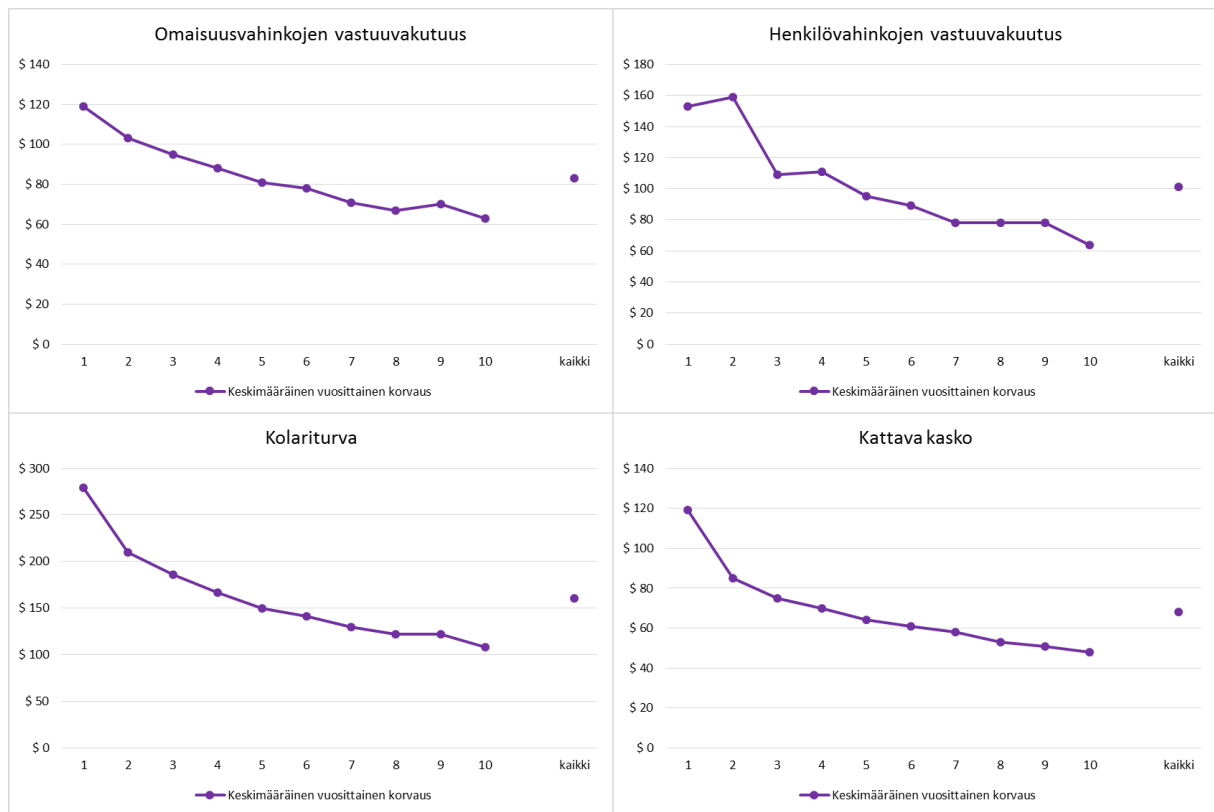 Omaisuusvahinkojen vastuuvakutuus
$ 140
$ 120
$ 100
$ 80
$ 60
$ 40
$ 20
$ 0
1 2 3 4 5 6 7 8 9 10 kaikki
Keskimääräinen vuosittainen korvaus
Henkilövahinkojen vastuuvakuutus
$ 180
$ 160
$ 140
$ 120
$ 100
$ 80
$ 60
$ 40
$ 20
$ 0
1 2 3 4 5 6 7 8 9 10 kaikki
Keskimääräinen vuosittainen korvaus
Kolariturva
$ 300
$ 250
$ 200
$ 150
$ 100
$ 50
$ 0
1 2 3 4 5 6 7 8 9 10 kaikki
Keskimääräinen vuosittainen korvaus
Kattava kasko
$ 140
$ 120
$ 100
$ 80
$ 60
$ 40
$ 20
$ 0
1 2 3 4 5 6 7 8 9 10 kaikki
Keskimääräinen vuosittainen korvaus